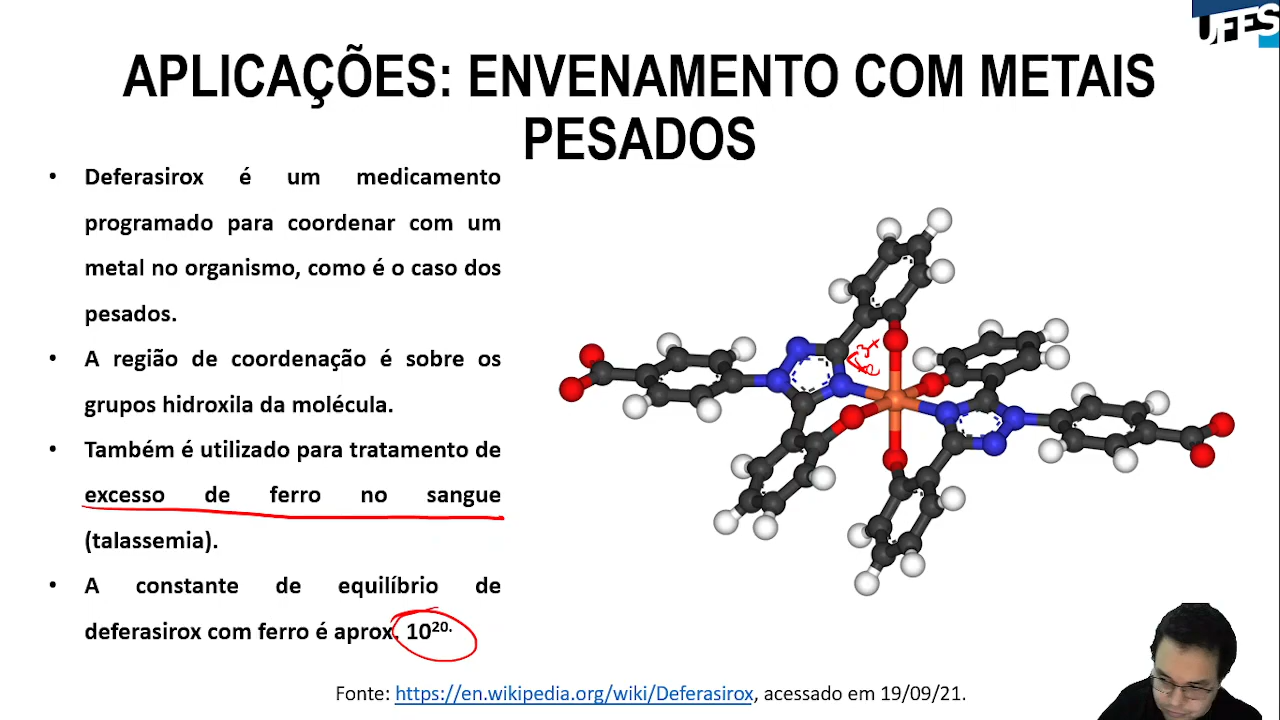 UFES
APLICAÇÕES: ENVENAMENTO COM METAIS
PESADOS
• Deferasirox é um medicamento
programado para coordenar com um
metal no organismo, como é o caso dos
pesados.
• A região de coordenação é sobre os
grupos hidroxila da molécula.
• Também é utilizado para tratamento de
excesso de ferro no sangue
(talassemia).
• A constante de equilíbrio de
deferasirox com ferro é aprox. 10²⁰·
Fonte: https://en.wikipedia.org/wiki/Deferasirox, acessado em 19/09/21.